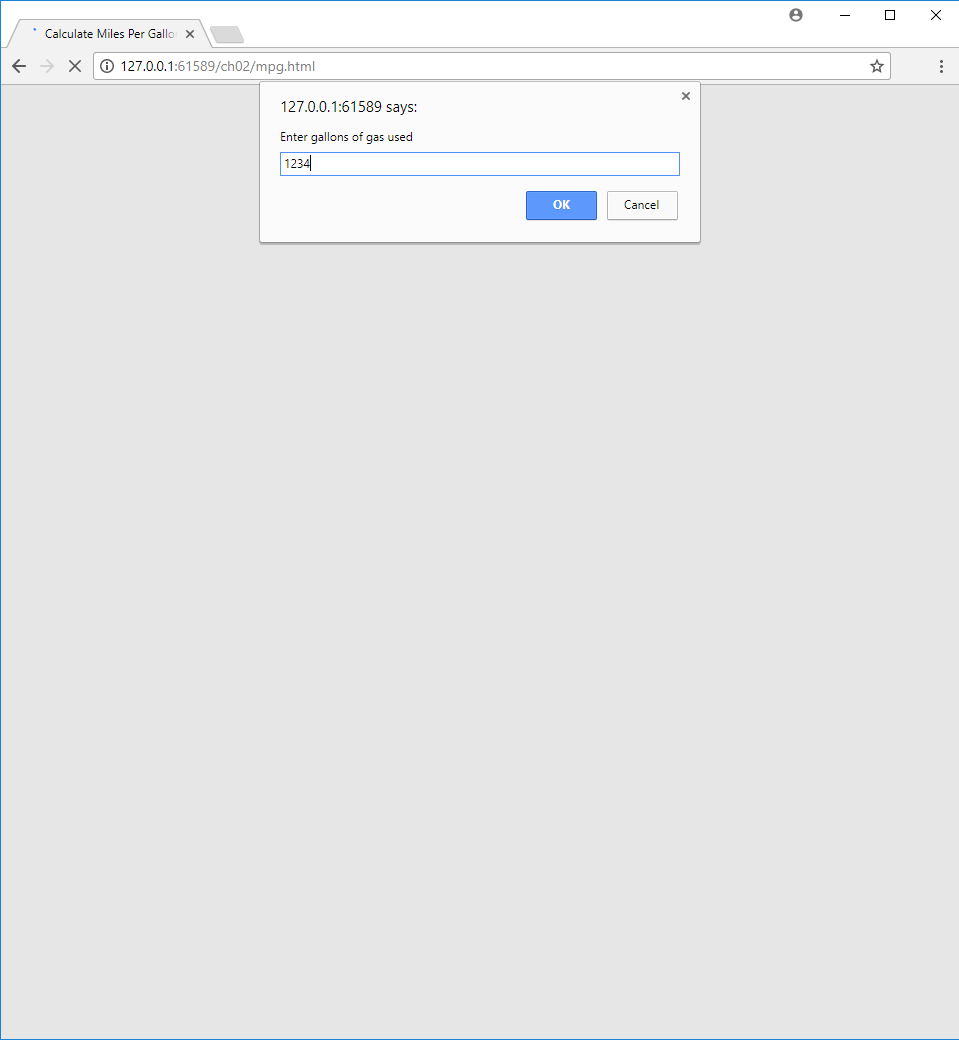 Calculate Miles Per Gallo
127.0.0.1:61589/ch02/mpg.html
127.0.0.1:61589 says:
Enter gallons of gas used
1234
OK Cancel